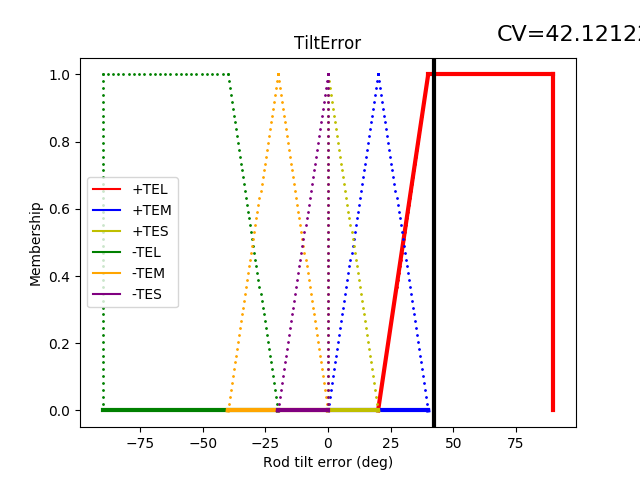 CV=42.12122
TiltError
1.0
0.8
0.6
0.4
0.2
0.0
Membership
+TEL
+TEM
+TES
-TEL
-TEM
-TES
−75
−50
−25
0
25
50
75
Rod tilt error (deg)